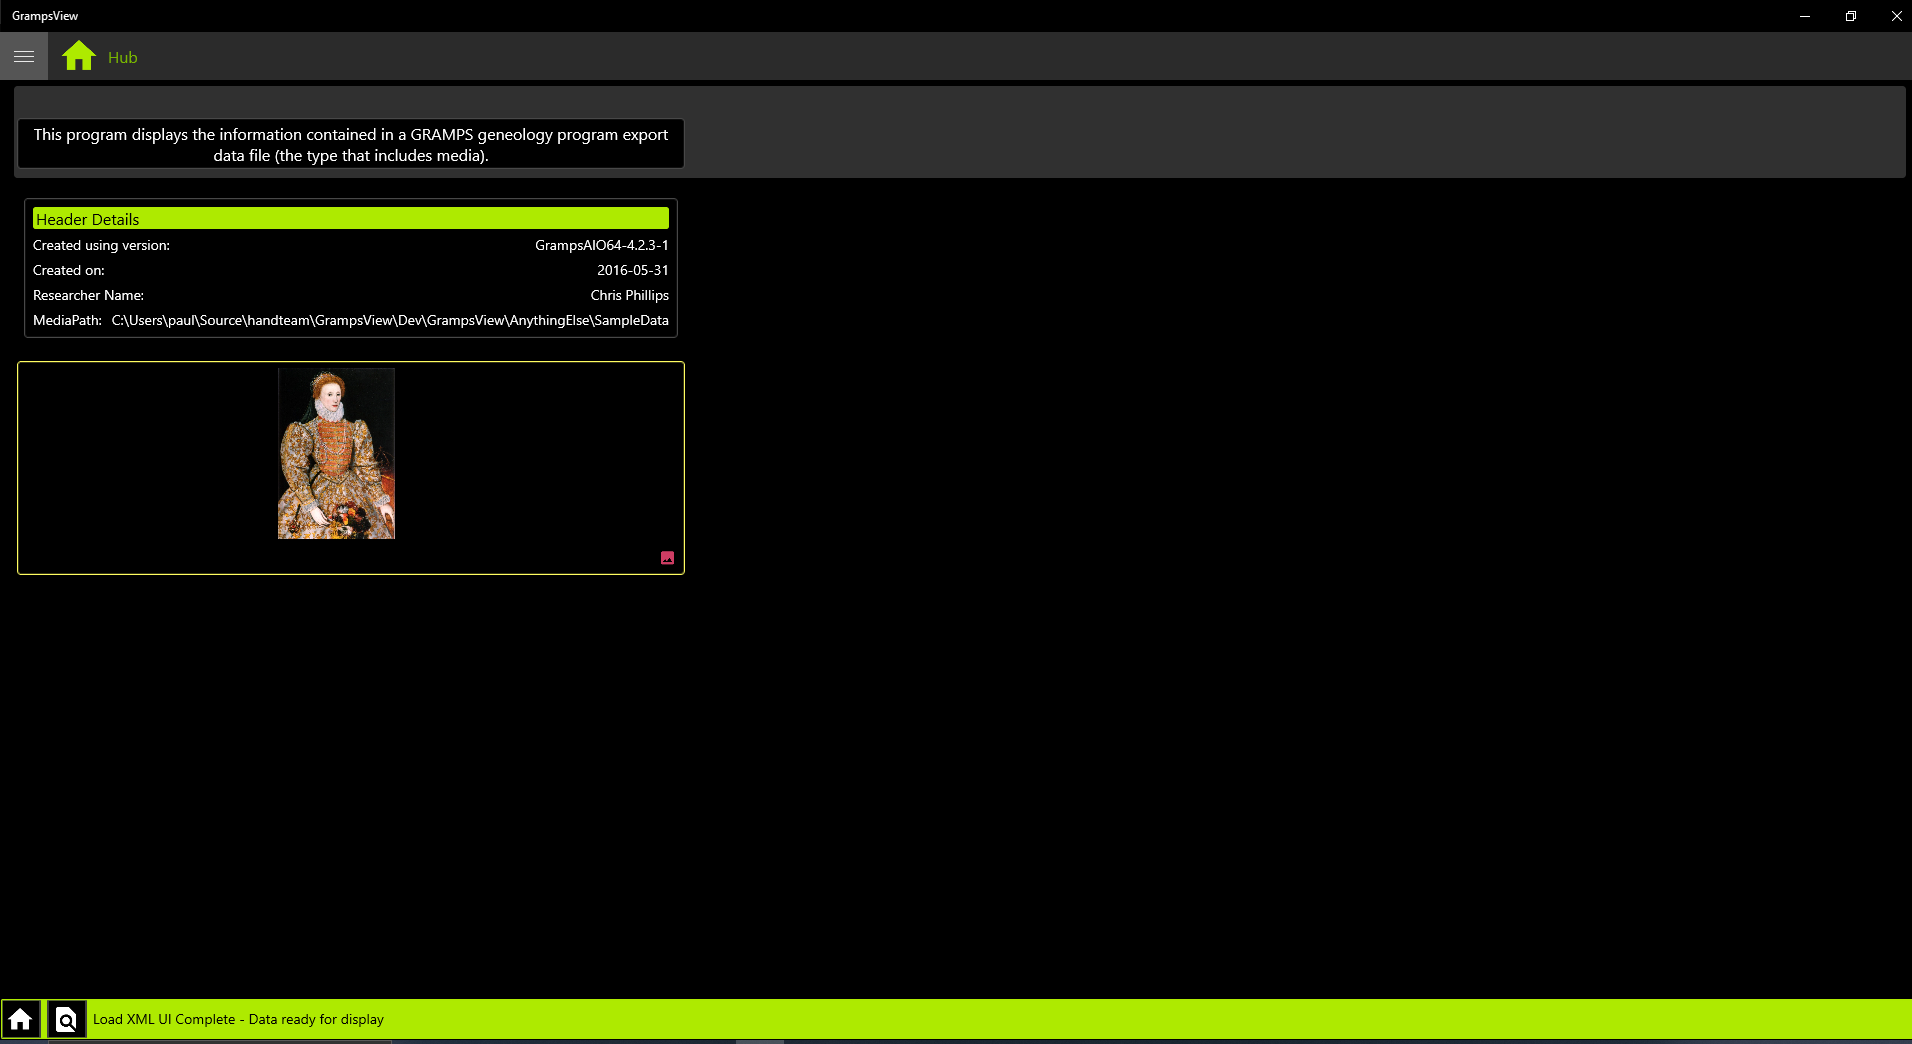 GrampsView
Hub
This program displays the information contained in a GRAMPS geneology program export
data file (the type that includes media).
Header Details
Created using version: GrampsAIO64-4.2.3-1
Created on: 2016-05-31
Researcher Name: Chris Phillips
MediaPath: C:\Users\paul\Source\handteam\GrampsView\Dev\GrampsView\AnythingElse\SampleData
Load XML UI Complete - Data ready for display